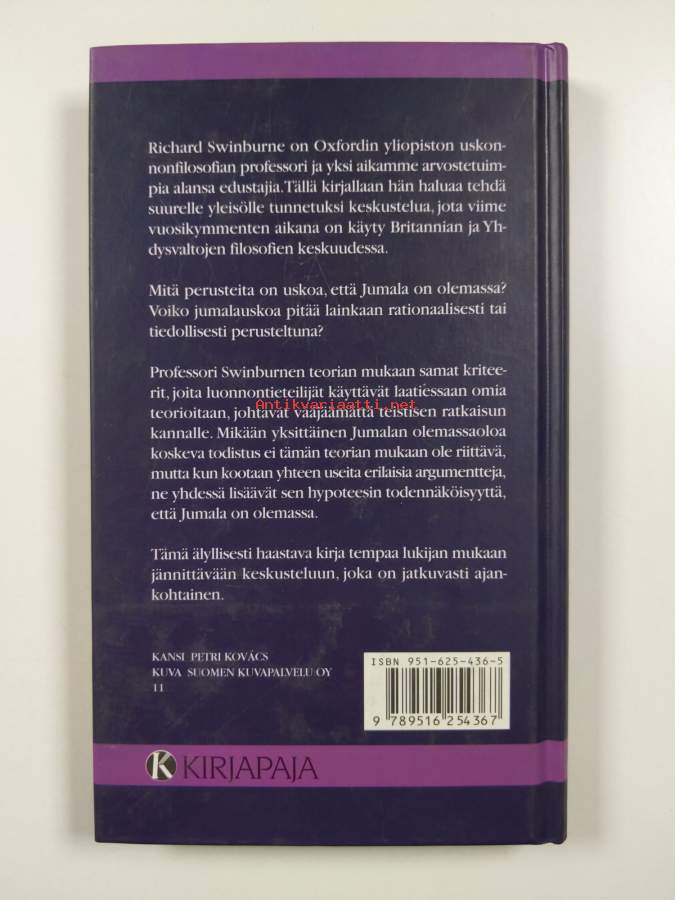 Richard Swinburne on Oxfordin yliopiston uskon-
nonfilosofian professori ja yksi aikamme arvostetuim-
pia alansa edustajia. Tällä kirjallaan hän haluaa tehdä
suurelle yleisölle tunnetuksi keskustelua, jota viime
vuosikymmenten aikana on käyty Britannian ja Yh-
dysvaltojen filosofien keskuudessa.
Mitä perusteita on uskoa, että Jumala on olemassa?
Voiko jumalauskoa pitää lainkaan rationaalisesti tai
tiedollisesti perusteltuna?
Professori Swinburnen teorian mukaan samat kritee-
rit, joita luonnontieteilijät käyttävät laatiessaan omia
Antikvariaatti.net
teorioitaan, johtavat vääjäämättä teistisen ratkaisun
kannalle. Mikään yksittäinen Jumalan olemassaoloa
koskeva todistus ei tämän teorian mukaan ole riittävä,
mutta kun kootaan yhteen useita erilaisia argumentteja,
ne yhdessä lisäävät sen hypoteesin todennäköisyyttä,
että Jumala on olemassa.
Tämä älyllisesti haastava kirja tempaa lukijan mukaan
jännittävään keskusteluun, joka on jatkuvasti ajan-
kohtainen.
KANSI PETRI KOVÁCS
KUVA SUOMEN KUVAPALVELU OY
11
ISBN 951-625-436-5
9 789516 254367
K KIRJAPAJA